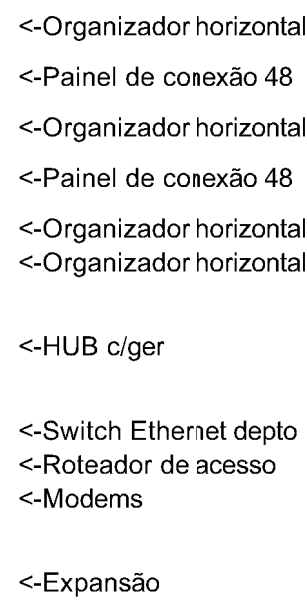 <-Organizador horizontal
<-Painel de conexão 48
<-Organizador horizontal
<-Painel de conexão 48
<-Organizador horizontal
<-Organizador horizontal
<-HUB c/ger
<-Switch Ethernet depto
<-Roteador de acesso
<-Modems
<-Expansão